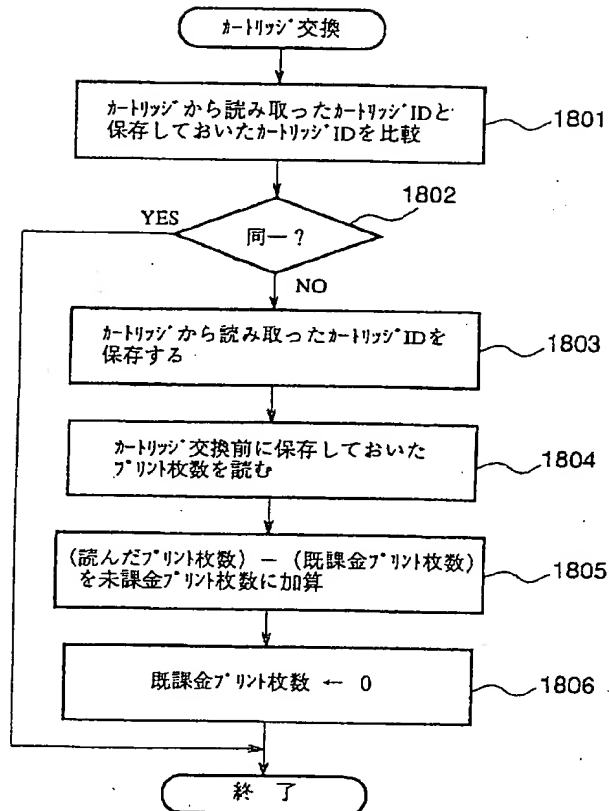 カートリッジ交換
カートリッジから読み取ったカートリッジIDと
保存しておいたカートリッジIDを比較
1801
1802
YES
同一?
NO
カートリッジから読み取ったカートリッジIDを
保存する
1803
カートリッジ交換前に保存しておいた
プリント枚数を読む
1804
(読んだプリント枚数) − (既課金プリント枚数)
を未課金プリント枚数に加算
1805
既課金プリント枚数 ← 0
1806
終 了